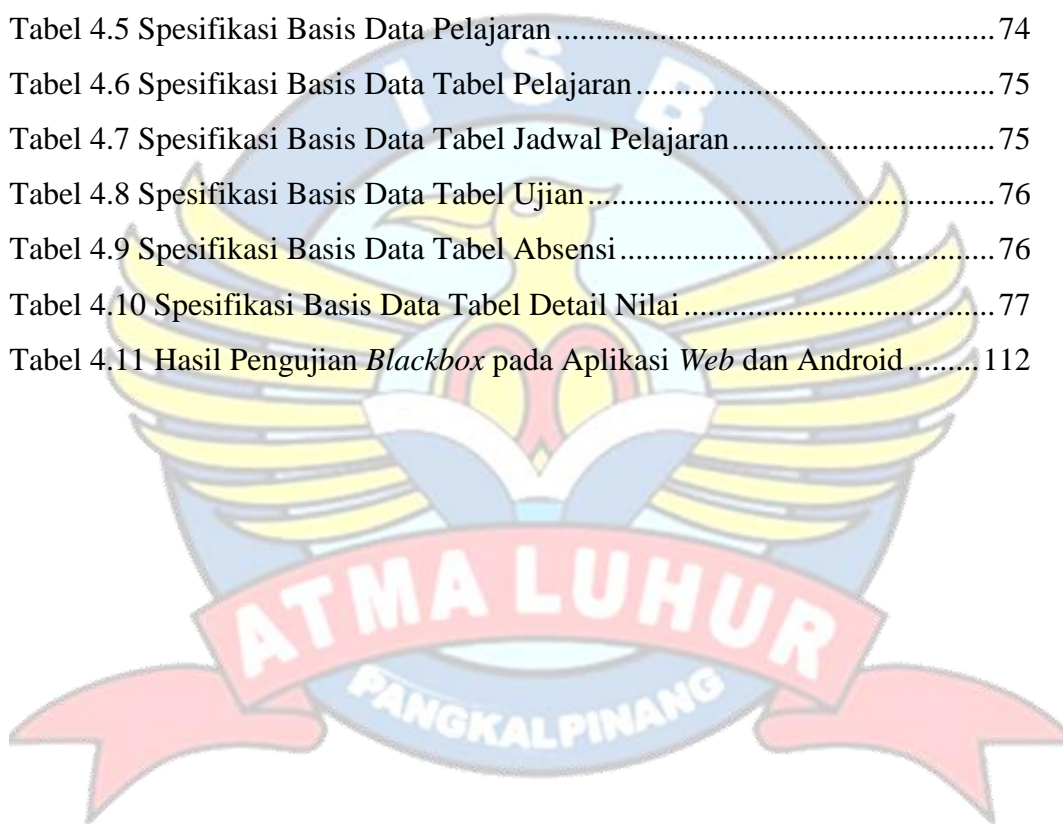 Tabel 4.5 Spesifikasi Basis Data Pelajaran.......................................................74
Tabel 4.6 Spesifikasi Basis Data Tabel Pelajaran.............................................75
Tabel 4.7 Spesifikasi Basis Data Tabel Jadwal Pelajaran.................................75
Tabel 4.8 Spesifikasi Basis Data Tabel Ujian...................................................76
Tabel 4.9 Spesifikasi Basis Data Tabel Absensi...............................................76
Tabel 4.10 Spesifikasi Basis Data Tabel Detail Nilai.......................................77
Tabel 4.11 Hasil Pengujian Blackbox pada Aplikasi Web dan Android.........112
I S B
ATMA LUHUR
PANGKALPINANG